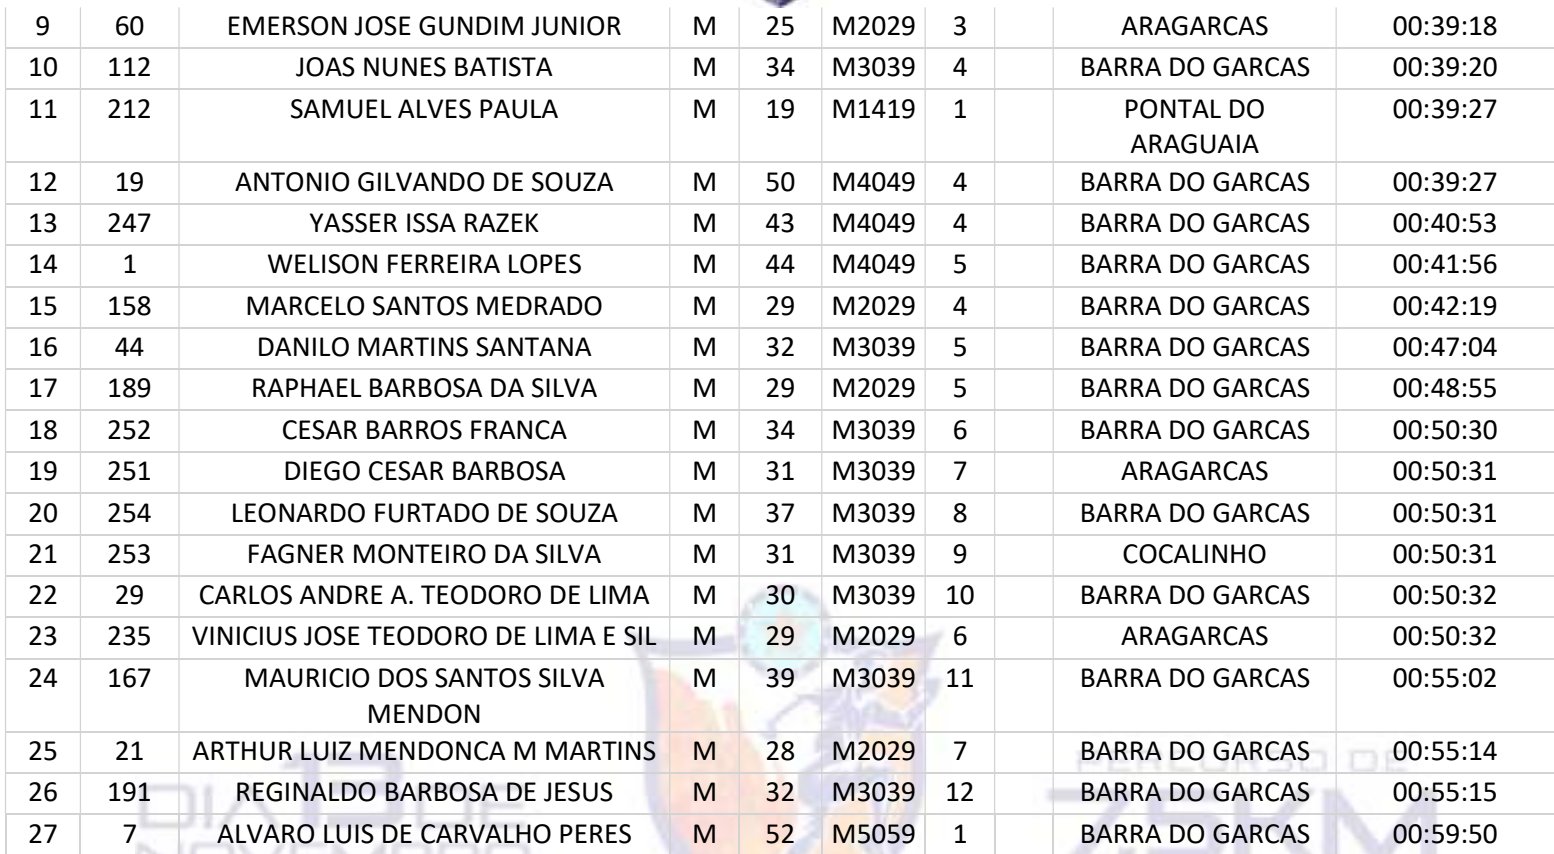 9 60 EMERSON JOSE GUNDIM JUNIOR M 25 M2029 3 ARAGARCAS 00:39:18
10 112 JOAS NUNES BATISTA M 34 M3039 4 BARRA DO GARCAS 00:39:20
11 212 SAMUEL ALVES PAULA M 19 M1419 1 PONTAL DO 00:39:27
ARAGUAIA
12 19 ANTONIO GILVANDO DE SOUZA M 50 M4049 4 BARRA DO GARCAS 00:39:27
13 247 YASSER ISSA RAZEK M 43 M4049 4 BARRA DO GARCAS 00:40:53
14 1 WELISON FERREIRA LOPES M 44 M4049 5 BARRA DO GARCAS 00:41:56
15 158 MARCELO SANTOS MEDRADO M 29 M2029 4 BARRA DO GARCAS 00:42:19
16 44 DANILO MARTINS SANTANA M 32 M3039 5 BARRA DO GARCAS 00:47:04
17 189 RAPHAEL BARBOSA DA SILVA M 29 M2029 5 BARRA DO GARCAS 00:48:55
18 252 CESAR BARROS FRANCA M 34 M3039 6 BARRA DO GARCAS 00:50:30
19 251 DIEGO CESAR BARBOSA M 31 M3039 7 ARAGARCAS 00:50:31
20 254 LEONARDO FURTADO DE SOUZA M 37 M3039 8 BARRA DO GARCAS 00:50:31
21 253 FAGNER MONTEIRO DA SILVA M 31 M3039 9 COCALINHO 00:50:31
22 29 CARLOS ANDRE A. TEODORO DE LIMA M 30 M3039 10 BARRA DO GARCAS 00:50:32
23 235 VINICIUS JOSE TEODORO DE LIMA E SIL M 29 M2029 6 ARAGARCAS 00:50:32
24 167 MAURICIO DOS SANTOS SILVA M 39 M3039 11 BARRA DO GARCAS 00:55:02
MENDON
25 21 ARTHUR LUIZ MENDONCA M MARTINS M 28 M2029 7 BARRA DO GARCAS 00:55:14
26 191 REGINALDO BARBOSA DE JESUS M 32 M3039 12 BARRA DO GARCAS 00:55:15
27 7 ALVARO LUIS DE CARVALHO PERES M 52 M5059 1 BARRA DO GARCAS 00:59:50
DIA 13 DE
NOVEMBRO
PERCURSO DE
7,5KM